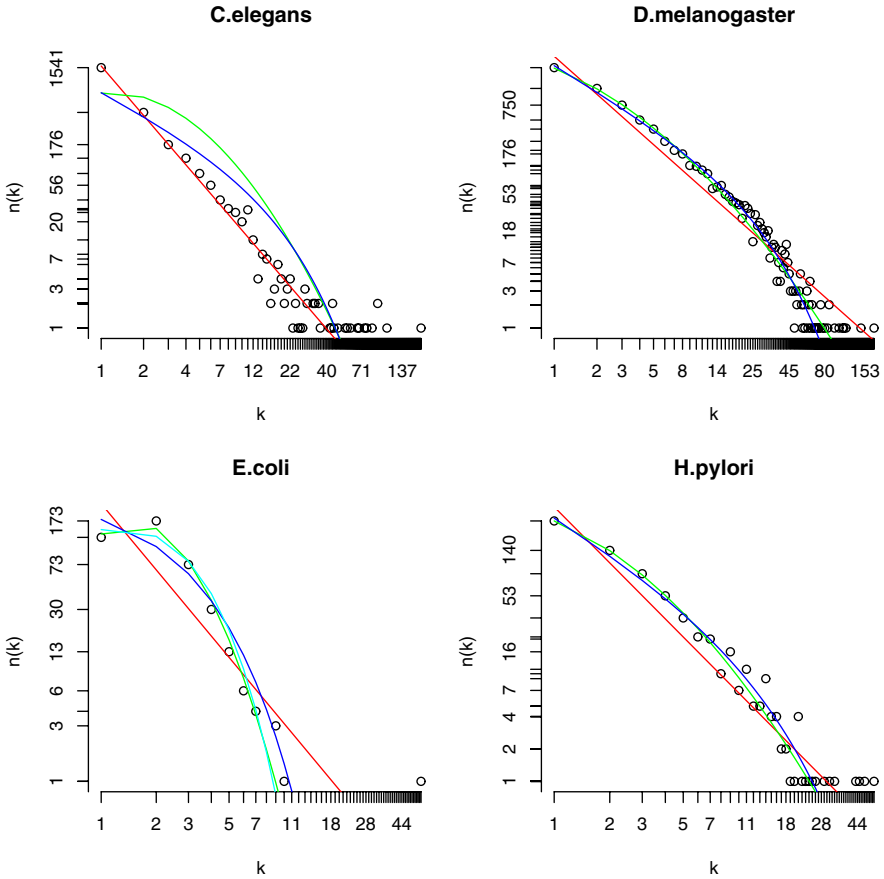 C.elegans
n(k)
1541
176
56
20
7
3
1
1 2 4 7 12 22 40 71 137
k
D.melanogaster
n(k)
750
176
53
18
7
3
1
1 2 3 5 8 14 25 45 80 153
k
E.coli
n(k)
173
73
30
13
6
3
1
1 2 3 5 7 11 18 28 44
k
H.pylori
n(k)
140
53
16
7
4
2
1
1 2 3 5 7 11 18 28 44
k